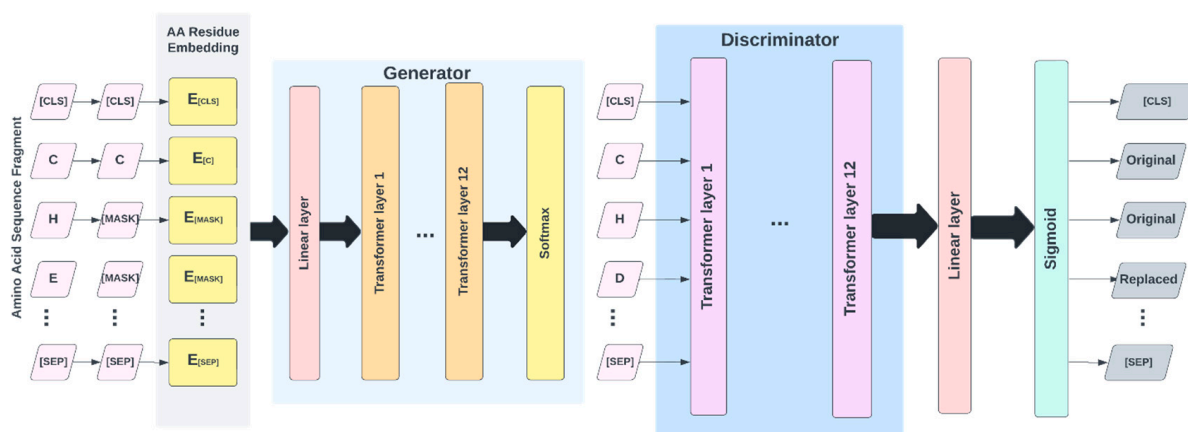 AA Residue
Embedding
Generator
Discriminator
Amino Acid Sequence Fragment
[CLS] [CLS] E[CLS]
C C E[C]
H [MASK] E[MASK]
E [MASK] E[MASK]
[SEP] [SEP] E[SEP]
Linear layer
Transformer layer 1
...
Transformer layer 12
Softmax
[CLS]
C
H
D
[SEP]
Transformer layer 1
...
Transformer layer 12
Linear layer
Sigmoid
[CLS]
Original
Original
Replaced
[SEP]